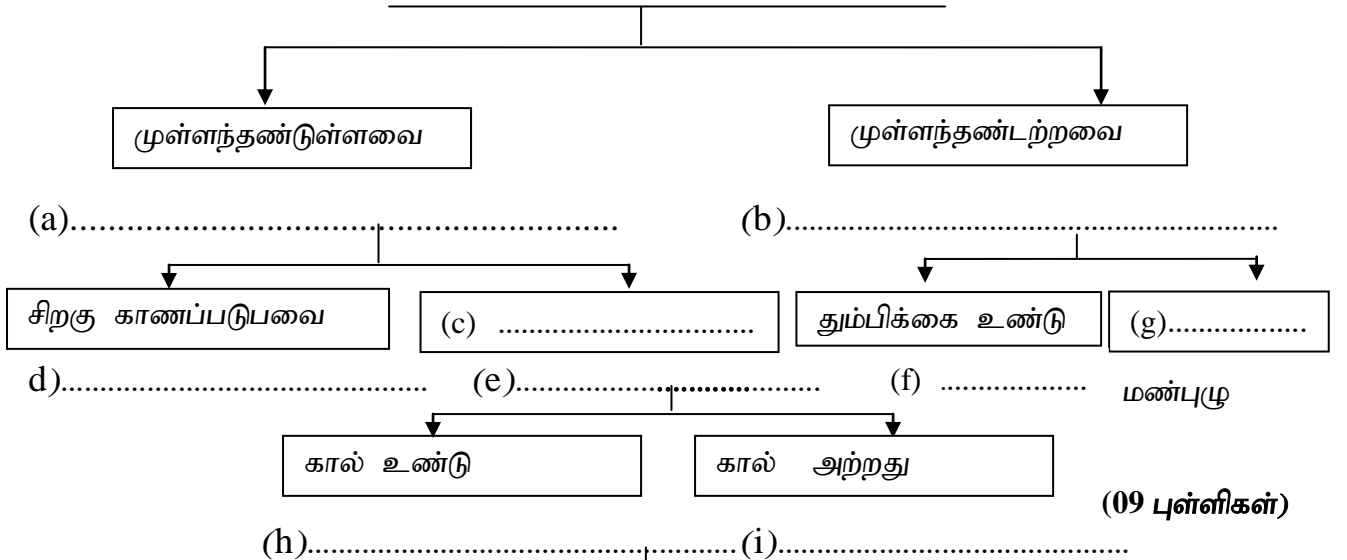 முள்ளந்தண்டுள்ளவை முள்ளந்தண்டற்றவை
(a).......................................................... (b)..............................................................
சிறகு காணப்படுபவை (c) ................................. தும்பிக்கை உண்டு (g)..................
d)............................................... (e)....................................... (f) ................... மண்புழு
கால் உண்டு கால் அற்றது
(09 புள்ளிகள்)
(h)....................................................... (i).............................................